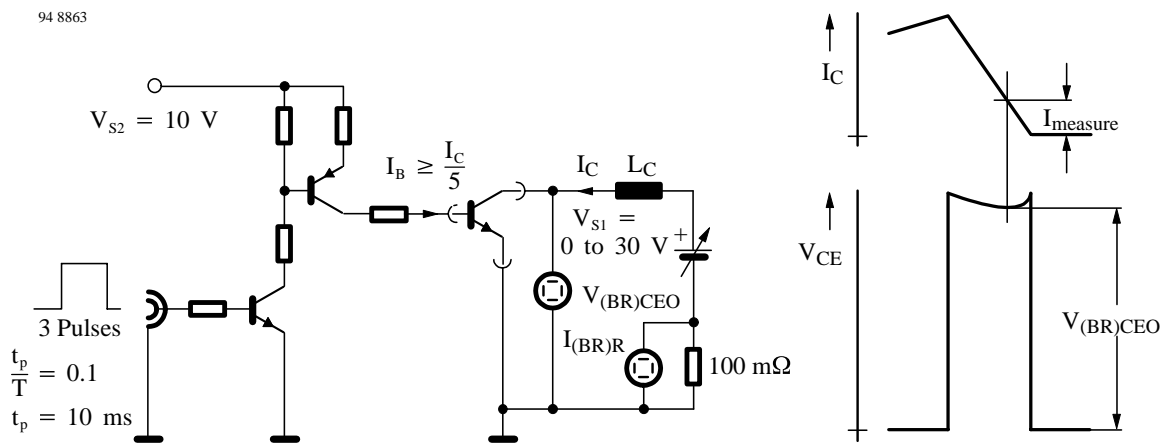 94 8863
V_S2 = 10 V
I_B ≥ I_C/5
I_C
L_C
V_S1 =
0 to 30 V
+
V_(BR)CEO
I_(BR)R
100 mΩ
3 Pulses
t_p/T = 0.1
t_p = 10 ms
I_C
I_measure
V_CE
V_(BR)CEO